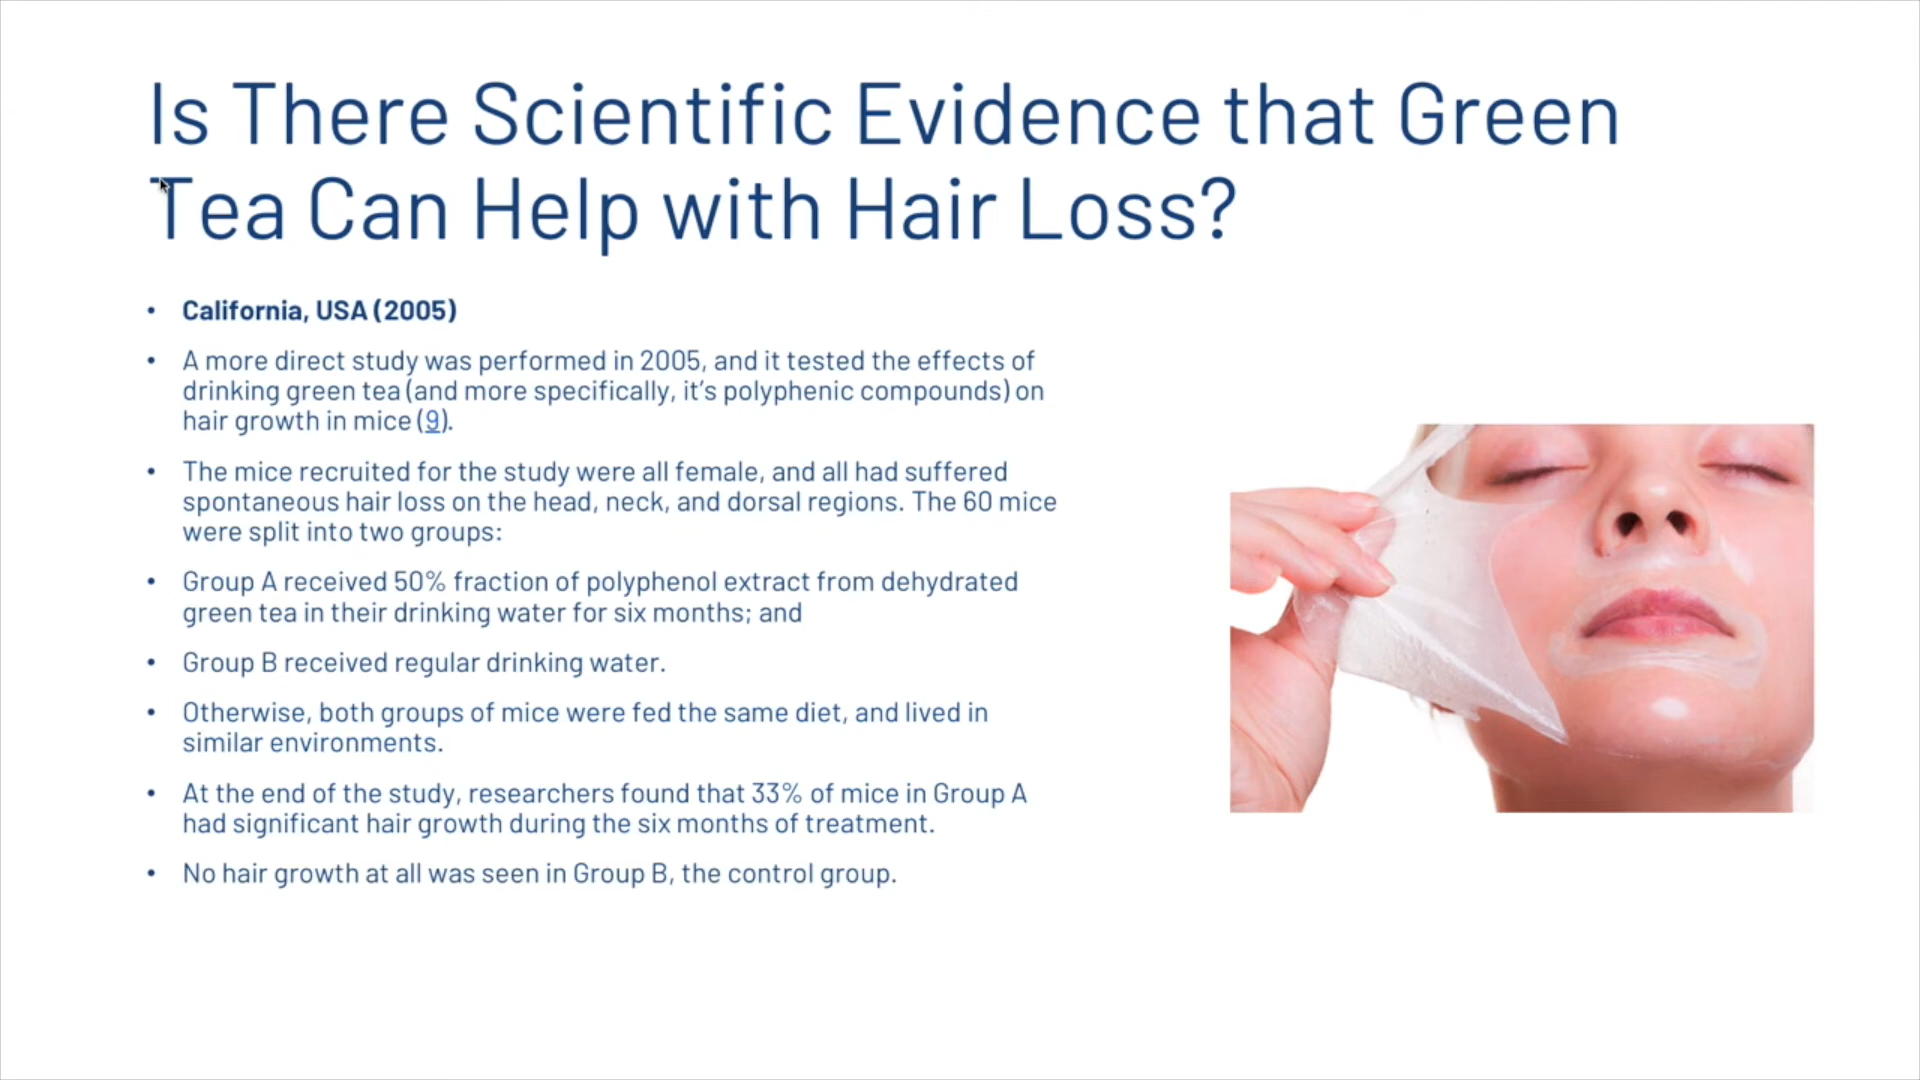 Is There Scientific Evidence that Green
Tea Can Help with Hair Loss?
• California, USA (2005)
• A more direct study was performed in 2005, and it tested the effects of
drinking green tea (and more specifically, it's polyphenic compounds) on
hair growth in mice (9).
• The mice recruited for the study were all female, and all had suffered
spontaneous hair loss on the head, neck, and dorsal regions. The 60 mice
were split into two groups:
• Group A received 50% fraction of polyphenol extract from dehydrated
green tea in their drinking water for six months; and
• Group B received regular drinking water.
• Otherwise, both groups of mice were fed the same diet, and lived in
similar environments.
• At the end of the study, researchers found that 33% of mice in Group A
had significant hair growth during the six months of treatment.
• No hair growth at all was seen in Group B, the control group.